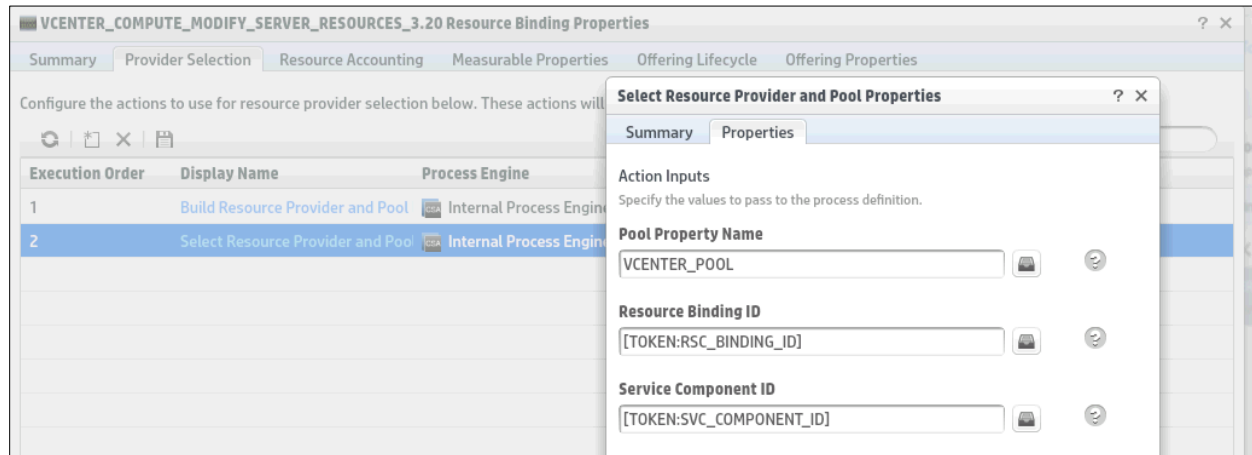 VCENTER_COMPUTE_MODIFY_SERVER_RESOURCES_3.20 Resource Binding Properties
Summary Provider Selection Resource Accounting Measurable Properties Offering Lifecycle Offering Properties
Configure the actions to use for resource provider selection below. These actions will
Execution Order Display Name Process Engine
1 Build Resource Provider and Pool CSA Internal Process Engine
2 Select Resource Provider and Pool CSA Internal Process Engine
Select Resource Provider and Pool Properties
Summary Properties
Action Inputs
Specify the values to pass to the process definition.
Pool Property Name
VCENTER_POOL
Resource Binding ID
[TOKEN:RSC_BINDING_ID]
Service Component ID
[TOKEN:SVC_COMPONENT_ID]